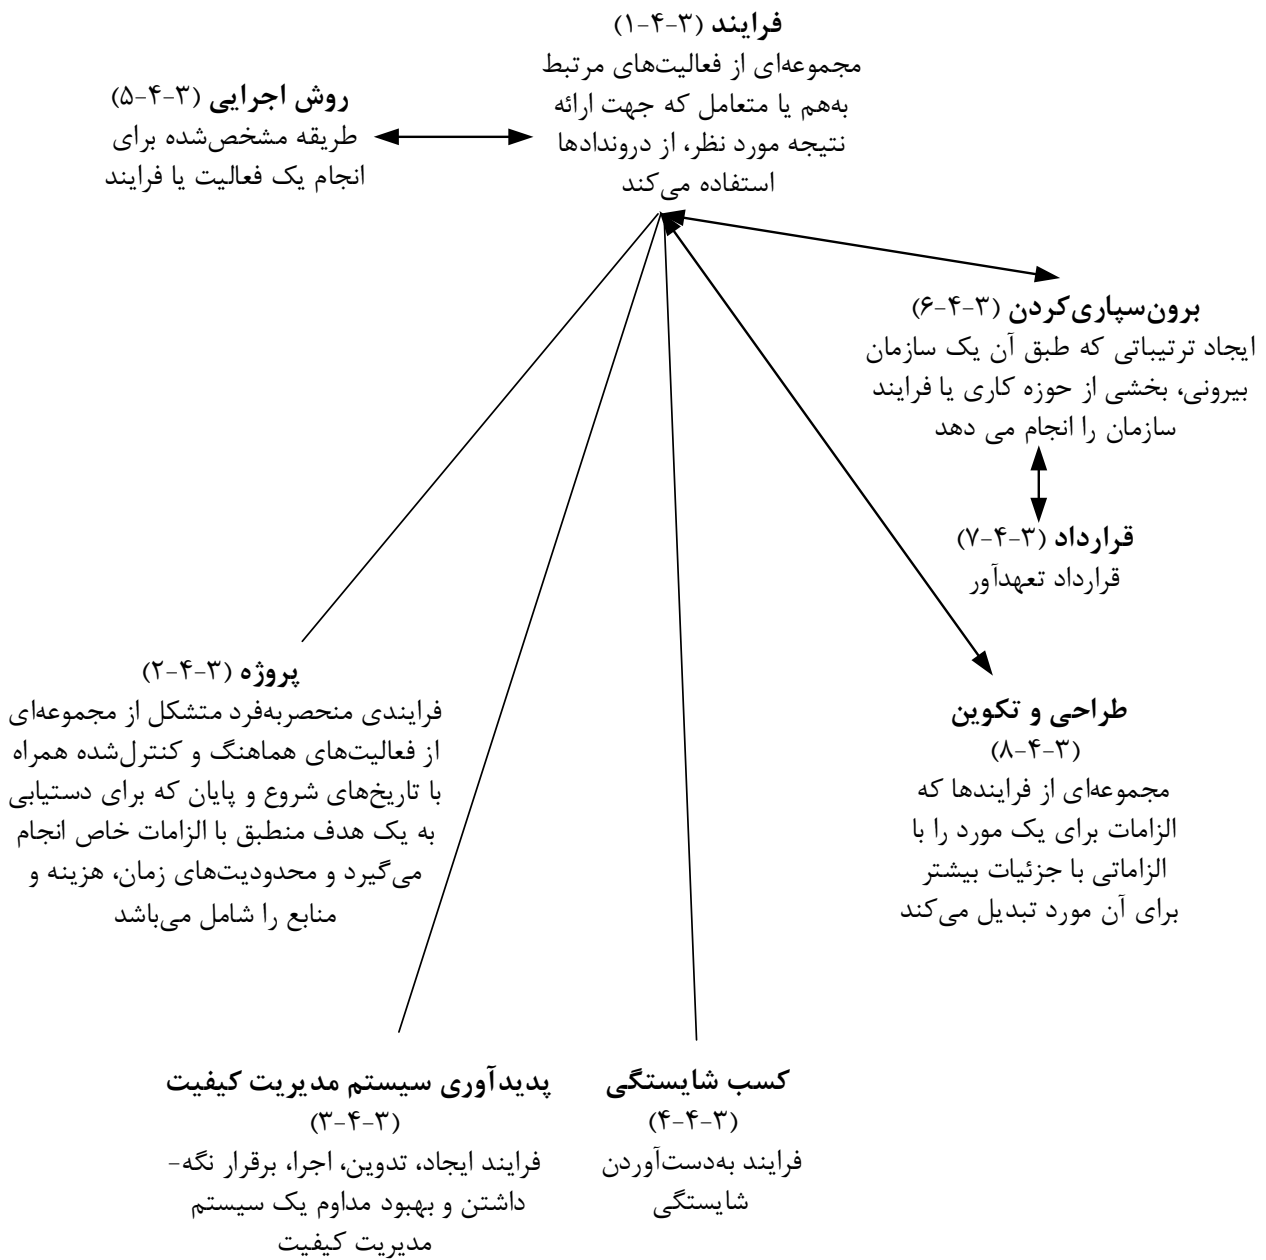 فرایند (۳-۴-۱)
مجموعه‌ای از فعالیت‌های مرتبط
به‌هم یا متعامل که جهت ارائه
نتیجه مورد نظر، از دروندادها
استفاده می‌کند
روش اجرایی (۳-۴-۵)
طریقه مشخص‌شده برای
انجام یک فعالیت یا فرایند
برون‌سپاری‌کردن (۳-۴-۶)
ایجاد ترتیباتی که طبق آن یک سازمان
بیرونی، بخشی از حوزه کاری یا فرایند
سازمان را انجام می دهد
قرارداد (۳-۴-۷)
قرارداد تعهدآور
طراحی و تکوین
(۳-۴-۸)
مجموعه‌ای از فرایندها که
الزامات برای یک مورد را با
الزاماتی با جزئیات بیشتر
برای آن مورد تبدیل می‌کند
پروژه (۳-۴-۲)
فرایندی منحصربه‌فرد متشکل از مجموعه‌ای
از فعالیت‌های هماهنگ و کنترل‌شده همراه
با تاریخ‌های شروع و پایان که برای دستیابی
به یک هدف منطبق با الزامات خاص انجام
می‌گیرد و محدودیت‌های زمان، هزینه و
منابع را شامل می‌باشد
کسب شایستگی
(۳-۴-۴)
فرایند به‌دست‌آوردن
شایستگی
پدیدآوری سیستم مدیریت کیفیت
(۳-۴-۳)
فرایند ایجاد، تدوین، اجرا، برقرار نگه-
داشتن و بهبود مداوم یک سیستم
مدیریت کیفیت